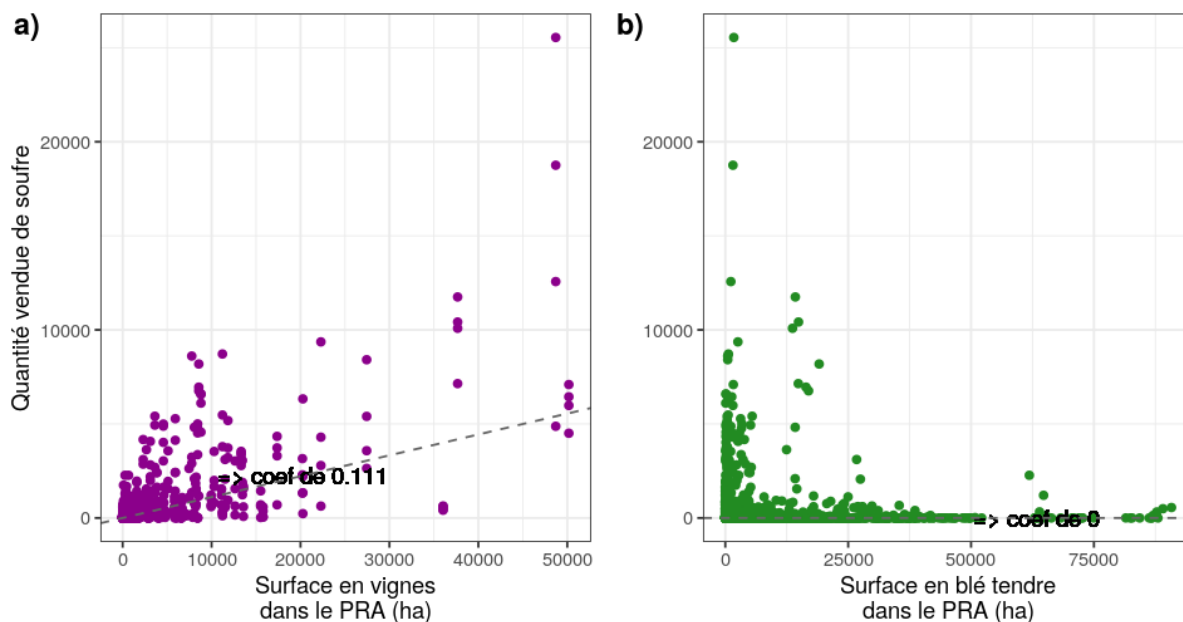 a)
Quantité vendue de soufre
20000
10000
0
=> coef de 0.111
0 10000 20000 30000 40000 50000
Surface en vignes
dans le PRA (ha)
b)
20000
10000
0
=> coef de 0
0 25000 50000 75000
Surface en blé tendre
dans le PRA (ha)